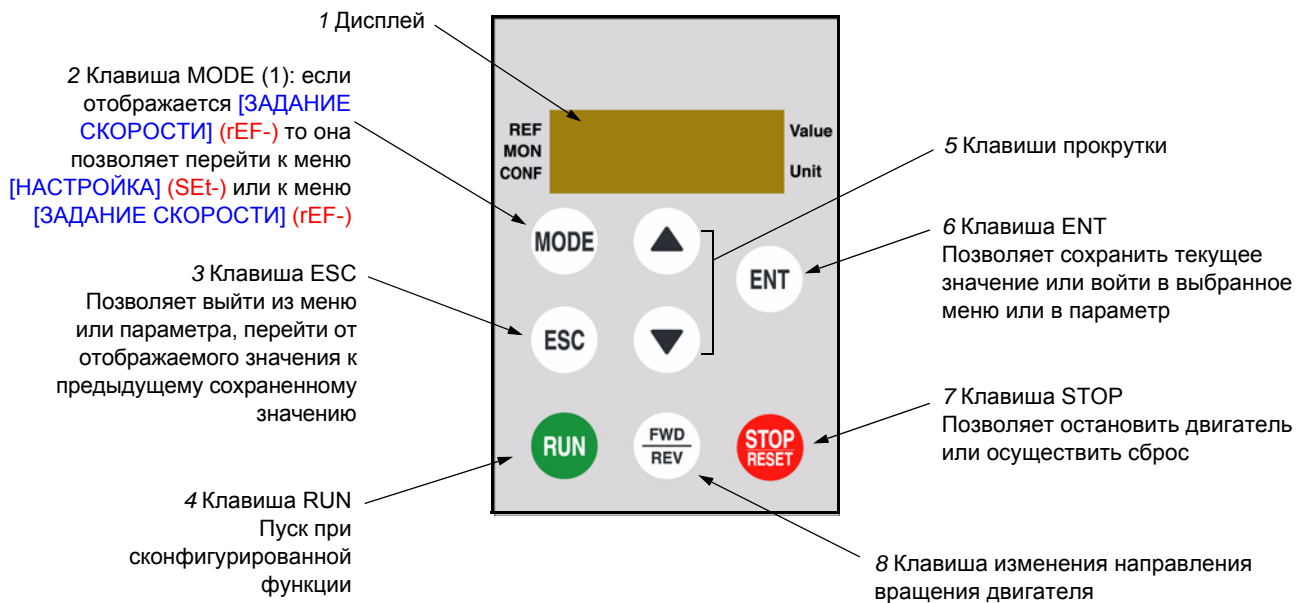 1 Дисплей
2 Клавиша MODE (1): если
отображается [ЗАДАНИЕ
СКОРОСТИ] (rEF-) то она
позволяет перейти к меню
[НАСТРОЙКА] (SEt-) или к меню
[ЗАДАНИЕ СКОРОСТИ] (rEF-)
3 Клавиша ESC
Позволяет выйти из меню
или параметра, перейти от
отображаемого значения к
предыдущему сохраненному
значению
4 Клавиша RUN
Пуск при
сконфигурированной
функции
REF
MON
CONF
Value
Unit
MODE
ENT
ESC
RUN
FWD
REV
STOP
RESET
5 Клавиши прокрутки
6 Клавиша ENT
Позволяет сохранить текущее
значение или войти в выбранное
меню или в параметр
7 Клавиша STOP
Позволяет остановить двигатель
или осуществить сброс
8 Клавиша изменения направления
вращения двигателя